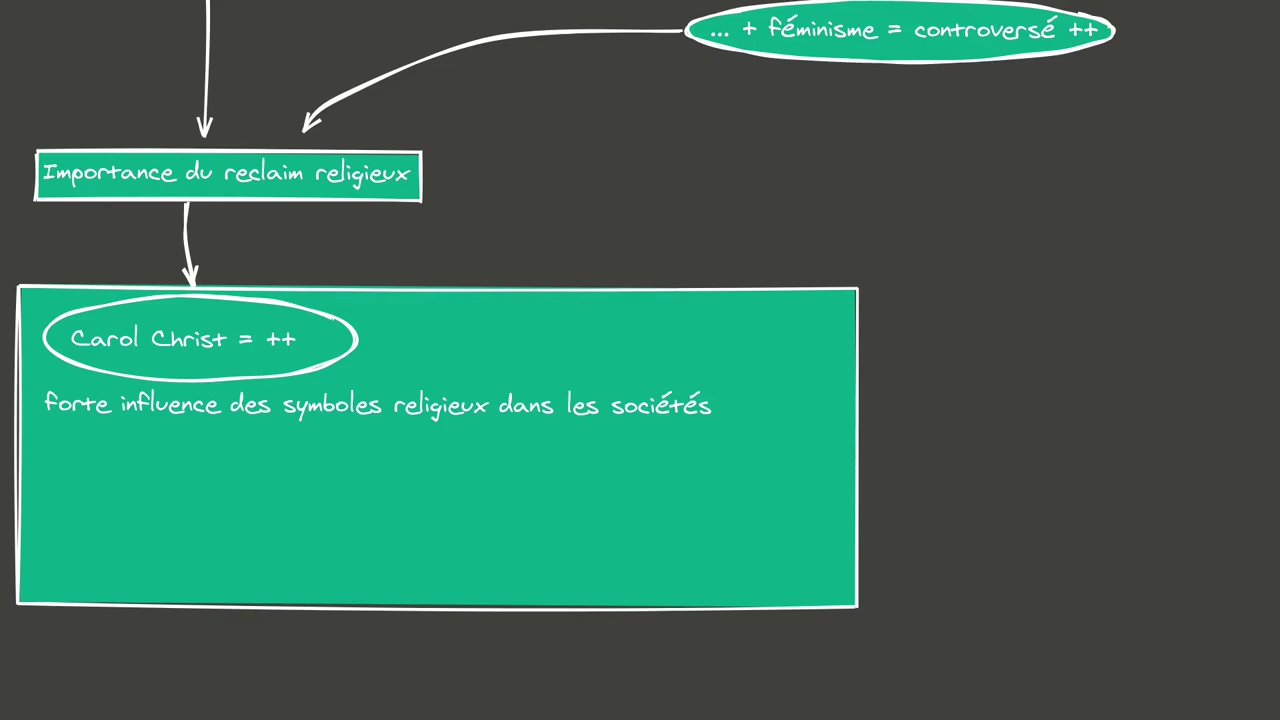 ... + féminisme = controversé ++
Importance du reclaim religieux
Carol Christ = ++
forte influence des symboles religieux dans les sociétés